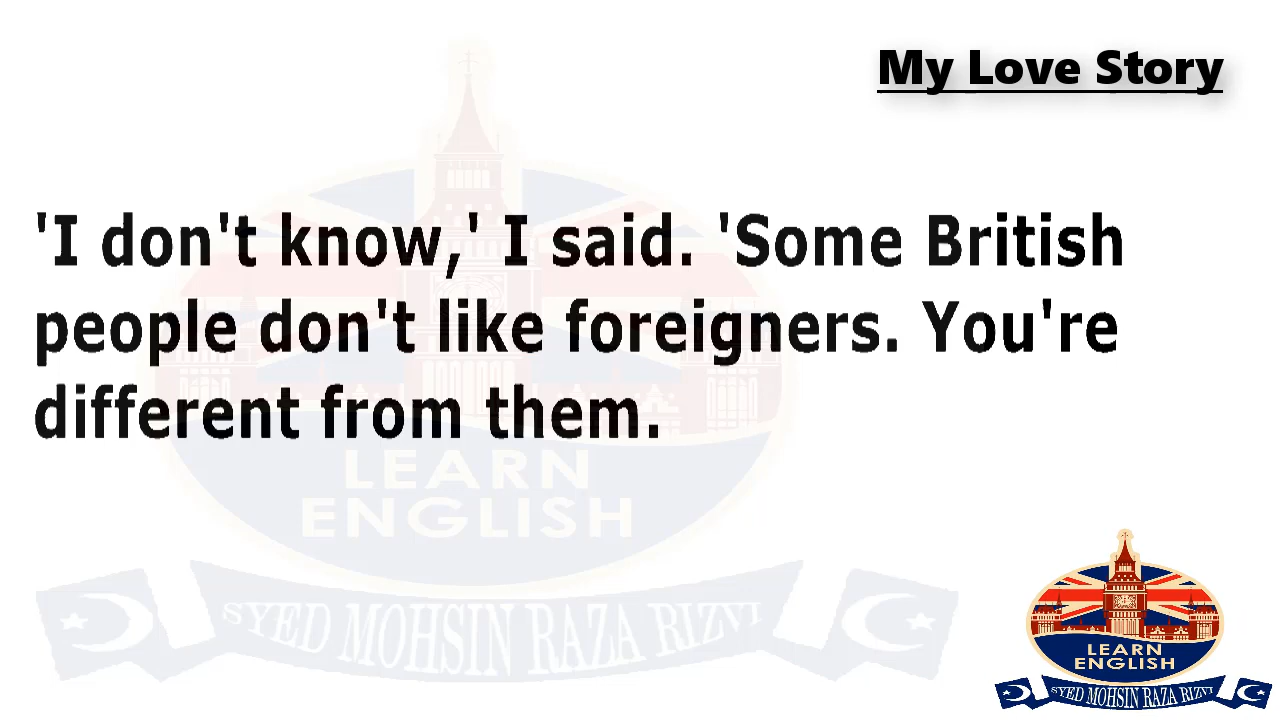 My Love Story
'I don't know,' I said. 'Some British
people don't like foreigners. You're
different from them.
LEARN
ENGLISH
SYED MOHSIN RAZA RIZVI
LEARN
ENGLISH
SYED MOHSIN RAZA RIZVI